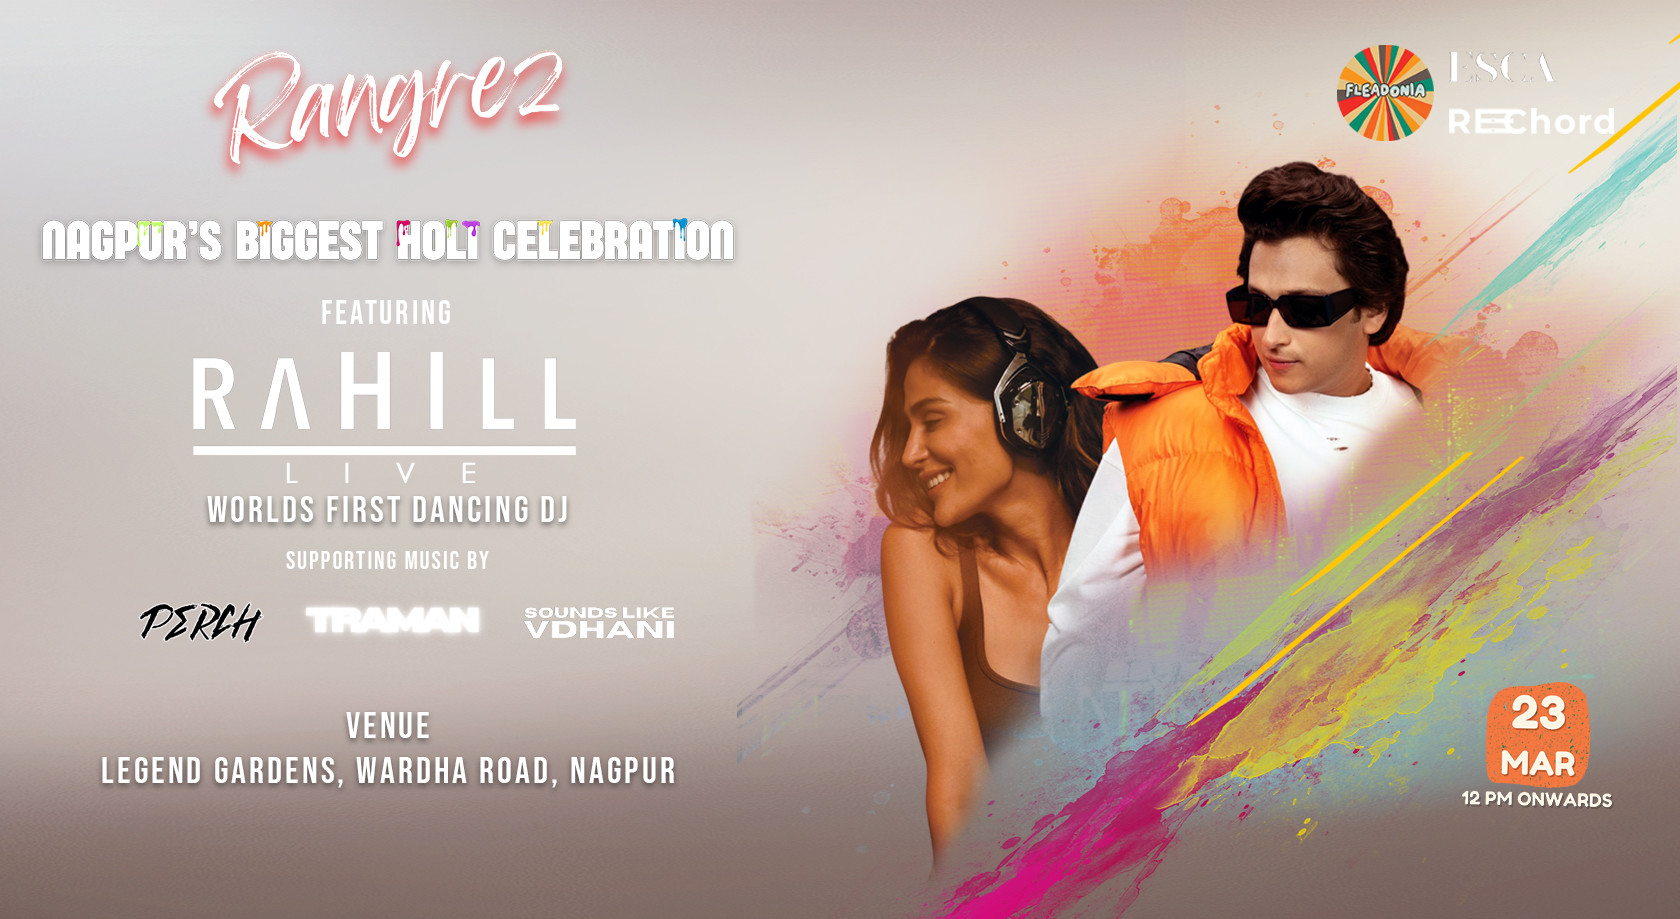 Rangrez
FLEADONIA
ESCA
REChord
NAGPUR'S BIGGEST HOLI CELEBRATION
FEATURING
RAHILL
LIVE
WORLDS FIRST DANCING DJ
SUPPORTING MUSIC BY
PERCH
TRAMAN
SOUNDS LIKE
VDHANI
VENUE
LEGEND GARDENS, WARDHA ROAD, NAGPUR
23
MAR
12 PM ONWARDS